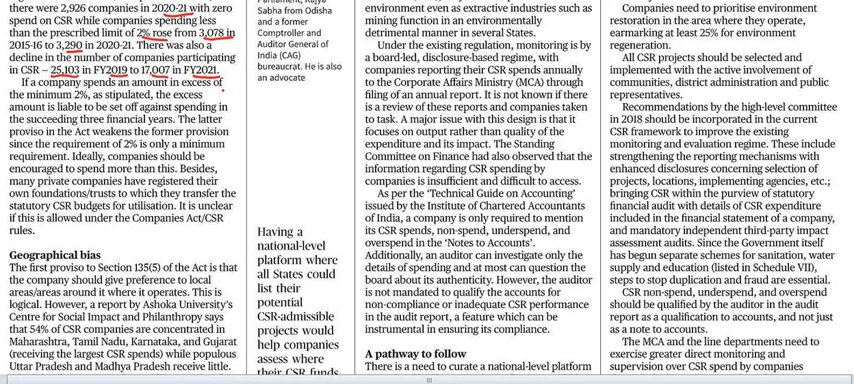 there were 2,926 companies in 2020-21 with zero
spend on CSR while companies spending less
than the prescribed limit of 2% rose from 3,078 in
2015-16 to 3,290 in 2020-21. There was also a
decline in the number of companies participating
in CSR – 25,103 in FY2019 to 17,007 in FY2021.
If a company spends an amount in excess of
the minimum 2%, as stipulated, the excess
amount is liable to be set off against spending in
the succeeding three financial years. The latter
proviso in the Act weakens the former provision
since the requirement of 2% is only a minimum
requirement. Ideally, companies should be
encouraged to spend more than this. Besides,
many private companies have registered their
own foundations/trusts to which they transfer the
statutory CSR budgets for utilisation. It is unclear
if this is allowed under the Companies Act/CSR
rules.
Geographical bias
The first proviso to Section 135(5) of the Act is that
the company should give preference to local
areas/areas around it where it operates. This is
logical. However, a report by Ashoka University's
Centre for Social Impact and Philanthropy says
that 54% of CSR companies are concentrated in
Maharashtra, Tamil Nadu, Karnataka, and Gujarat
(receiving the largest CSR spends) while populous
Uttar Pradesh and Madhya Pradesh receive little.
Sabha from Odisha
and a former
Comptroller and
Auditor General of
India (CAG)
bureaucrat. He is also
an advocate
Having a
national-level
platform where
all States could
list their
potential
CSR-admissible
projects would
help companies
assess where
their CSR funds
environment even as extractive industries such as
mining function in an environmentally
detrimental manner in several States.
Under the existing regulation, monitoring is by
a board-led, disclosure-based regime, with
companies reporting their CSR spends annually
to the Corporate Affairs Ministry (MCA) through
filing of an annual report. It is not known if there
is a review of these reports and companies taken
to task. A major issue with this design is that it
focuses on output rather than quality of the
expenditure and its impact. The Standing
Committee on Finance had also observed that the
information regarding CSR spending by
companies is insufficient and difficult to access.
As per the 'Technical Guide on Accounting'
issued by the Institute of Chartered Accountants
of India, a company is only required to mention
its CSR spends, non-spend, underspend, and
overspend in the 'Notes to Accounts'.
Additionally, an auditor can investigate only the
details of spending and at most can question the
board about its authenticity. However, the auditor
is not mandated to qualify the accounts for
non-compliance or inadequate CSR performance
in the audit report, a feature which can be
instrumental in ensuring its compliance.
A pathway to follow
There is a need to curate a national-level platform
Companies need to prioritise environment
restoration in the area where they operate,
earmarking at least 25% for environment
regeneration.
All CSR projects should be selected and
implemented with the active involvement of
communities, district administration and public
representatives.
Recommendations by the high-level committee
in 2018 should be incorporated in the current
CSR framework to improve the existing
monitoring and evaluation regime. These include
strengthening the reporting mechanisms with
enhanced disclosures concerning selection of
projects, locations, implementing agencies, etc.;
bringing CSR within the purview of statutory
financial audit with details of CSR expenditure
included in the financial statement of a company,
and mandatory independent third-party impact
assessment audits. Since the Government itself
has begun separate schemes for sanitation, water
supply and education (listed in Schedule VII),
steps to stop duplication and fraud are essential.
CSR non-spend, underspend, and overspend
should be qualified by the auditor in the audit
report as a qualification to accounts, and not just
as a note to accounts.
The MCA and the line departments need to
exercise greater direct monitoring and
supervision over CSR spend by companies